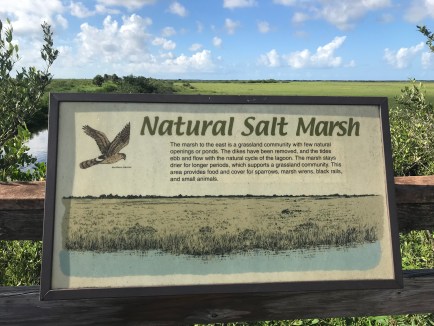 Natural Salt Marsh
The marsh to the east is a grassland community with few natural
openings or ponds. The dikes have been removed, and the tides
ebb and flow with the natural cycle of the lagoon. The marsh stays
drier for longer periods, which supports a grassland community. This
area provides food and cover for sparrows, marsh wrens, black rails,
and small animals.